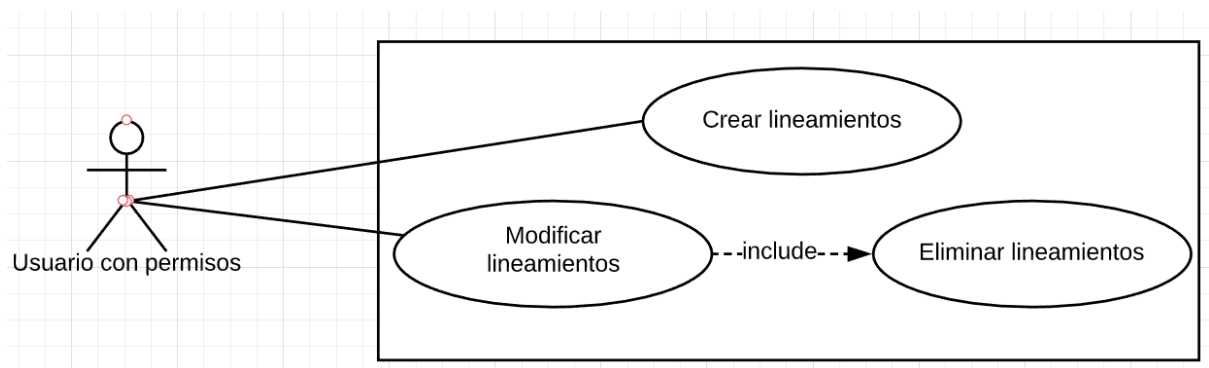 Crear lineamientos
Usuario con permisos
Modificar
lineamientos
include
Eliminar lineamientos